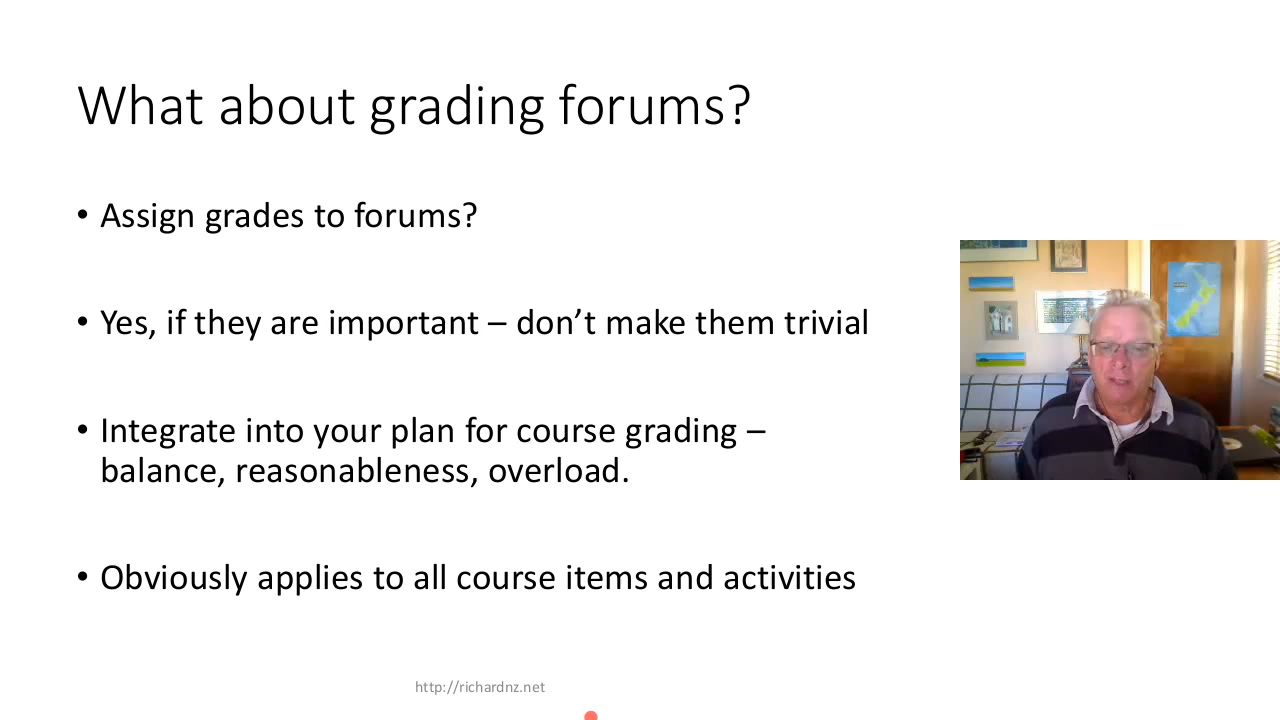 What about grading forums?
• Assign grades to forums?
• Yes, if they are important – don’t make them trivial
• Integrate into your plan for course grading –
balance, reasonableness, overload.
• Obviously applies to all course items and activities
http://richardnz.net